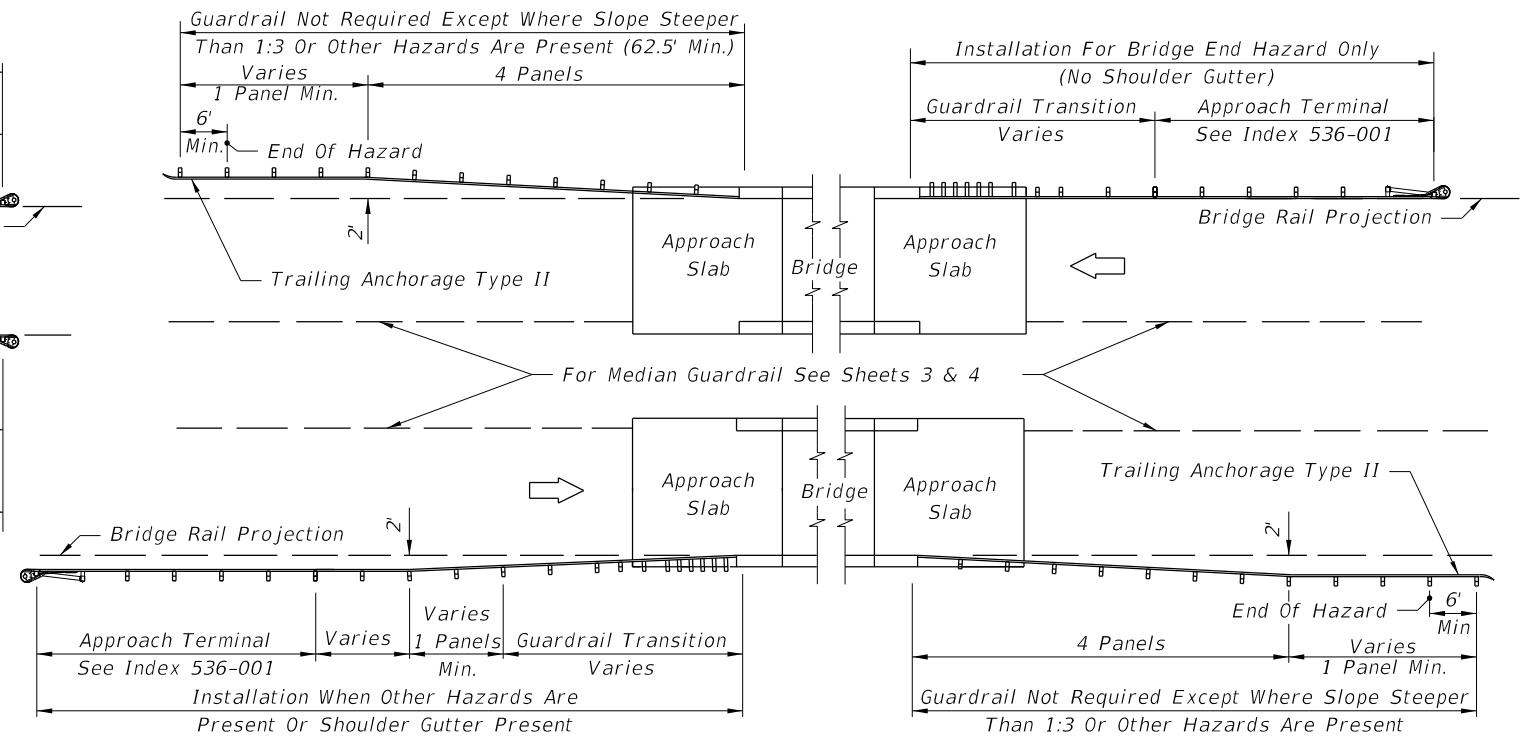 Guardrail Not Required Except Where Slope Steeper
Than 1:3 Or Other Hazards Are Present (62.5' Min.)
Varies
1 Panel Min.
4 Panels
6'
Min.
End Of Hazard
2'
Trailing Anchorage Type II
Installation For Bridge End Hazard Only
(No Shoulder Gutter)
Guardrail Transition
Varies
Approach Terminal
See Index 536-001
Bridge Rail Projection
Approach
Slab
Bridge
Approach
Slab
For Median Guardrail See Sheets 3 & 4
Approach
Slab
Bridge
Approach
Slab
Trailing Anchorage Type II
Bridge Rail Projection
2'
2'
End Of Hazard
6'
Min
Approach Terminal
See Index 536-001
Varies
Varies
1 Panels
Min.
Guardrail Transition
Varies
Installation When Other Hazards Are
Present Or Shoulder Gutter Present
4 Panels
Varies
1 Panel Min.
Guardrail Not Required Except Where Slope Steeper
Than 1:3 Or Other Hazards Are Present